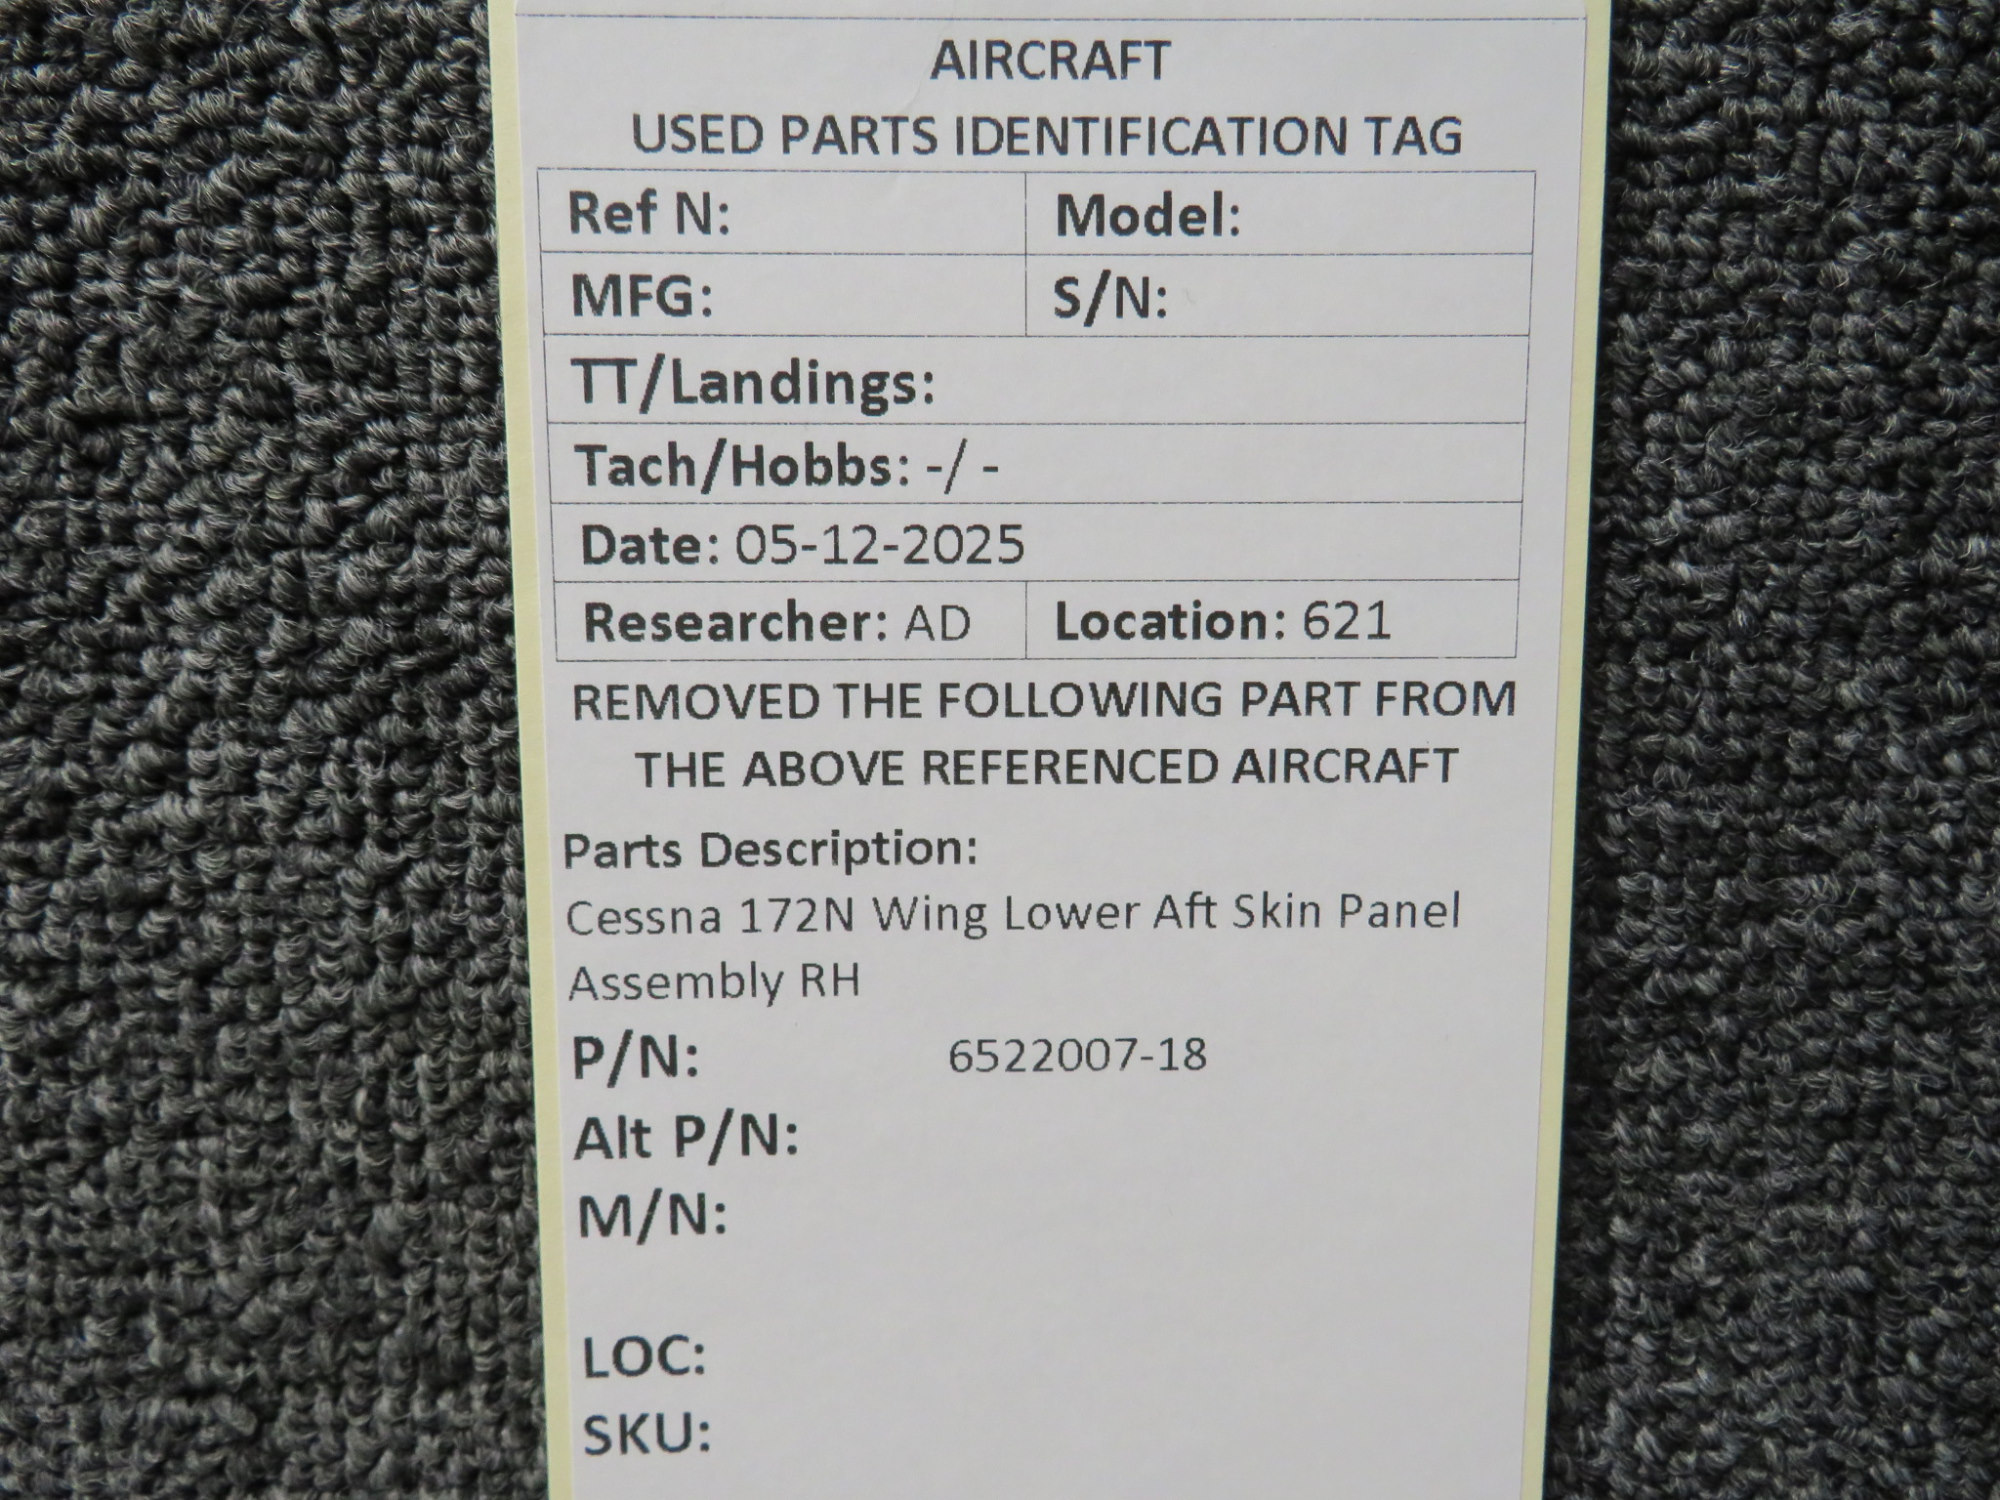 AIRCRAFT
USED PARTS IDENTIFICATION TAG
Ref N: Model:
MFG: S/N:
TT/Landings:
Tach/Hobbs: -/ -
Date: 05-12-2025
Researcher: AD Location: 621
REMOVED THE FOLLOWING PART FROM
THE ABOVE REFERENCED AIRCRAFT
Parts Description:
Cessna 172N Wing Lower Aft Skin Panel
Assembly RH
P/N: 6522007-18
Alt P/N:
M/N:
LOC:
SKU: